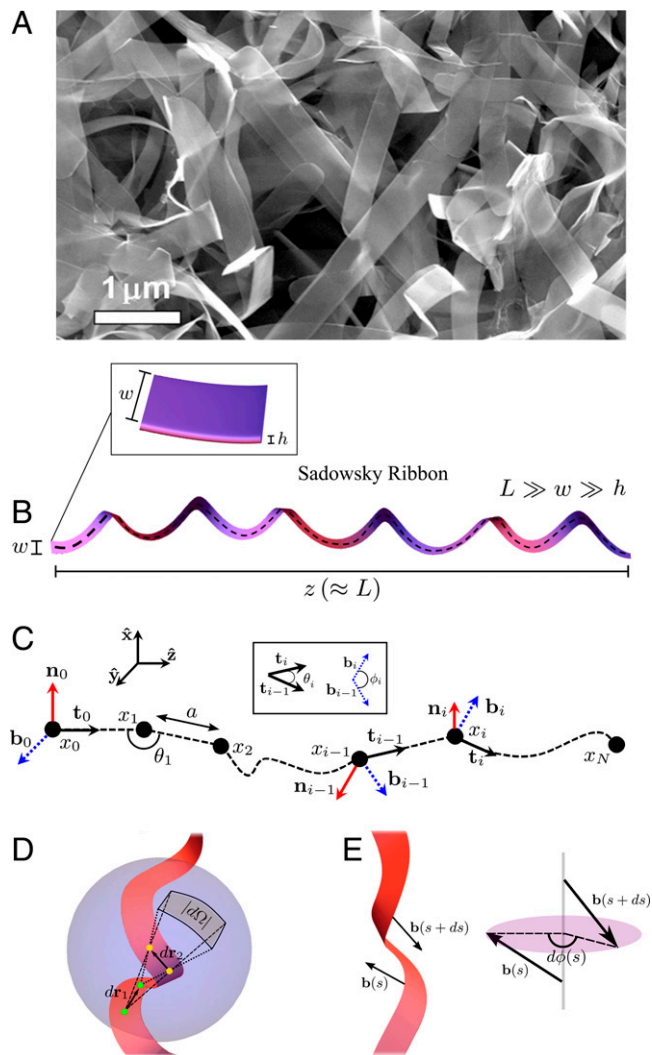 A
1 μm
w
h
Sadowsky Ribbon
L ≫ w ≫ h
B
w
z (≈ L)
C
x̂
ŷ
ẑ
t_i
t_{i−1}
θ_i
b_i
b_{i−1}
ϕ_i
n_0
t_0
b_0
x_0
x_1
a
θ_1
x_2
x_{i−1}
t_{i−1}
n_{i−1}
b_{i−1}
n_i
b_i
x_i
t_i
x_N
D
E
|dΩ|
dr_2
dr_1
b(s + ds)
b(s)
b(s + ds)
dϕ(s)
b(s)